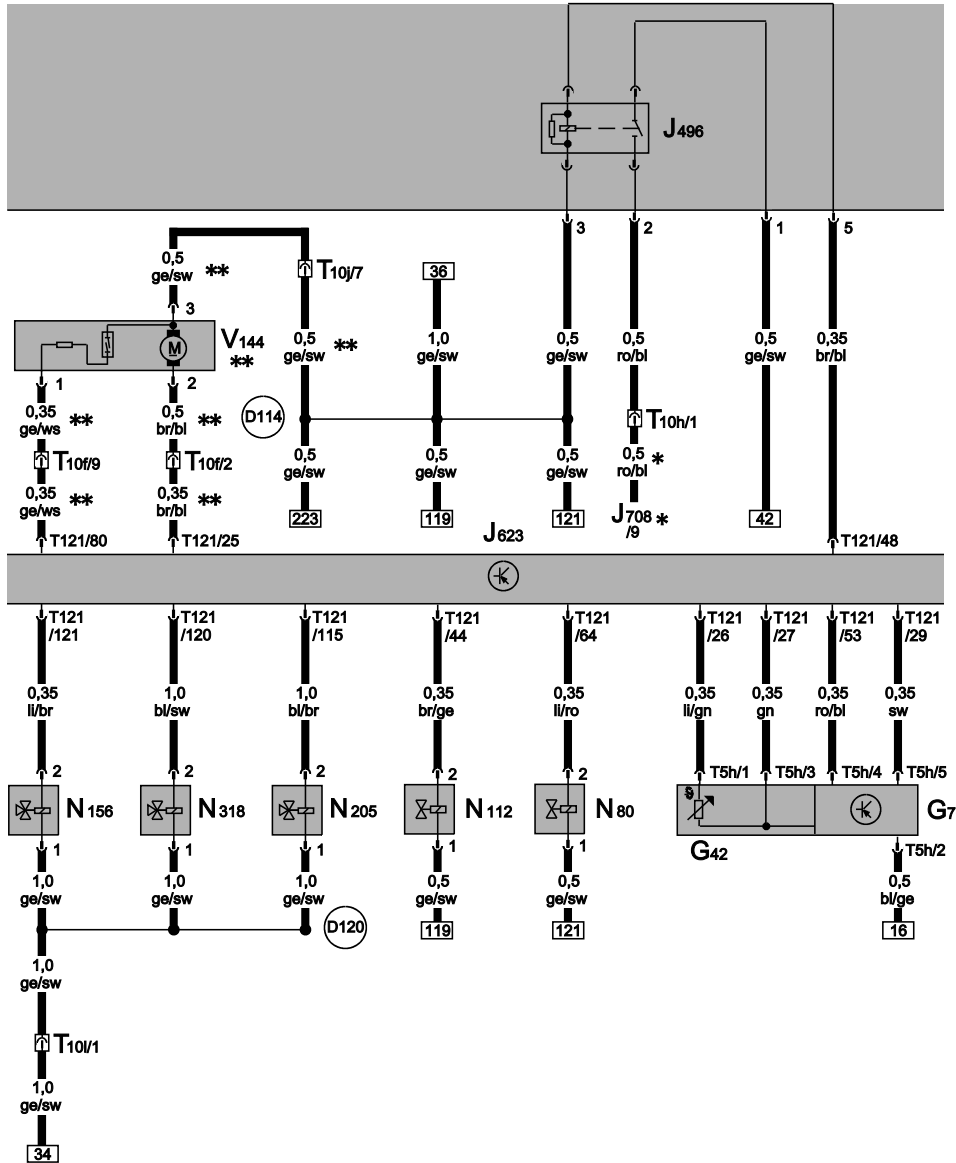 J496
3
2
1
5
0,5
ge/sw
**
T10j/7
36
3
V144
**
M
0,5
ge/sw
**
1,0
ge/sw
0,5
ge/sw
0,5
ro/bl
0,5
ge/sw
0,35
br/bl
1
2
0,35
ge/ws
**
0,5
br/bl
**
D114
T10h/1
T10f/9
T10f/2
0,5
ge/sw
0,5
ge/sw
0,5
ge/sw
0,5
ro/bl
*
0,35
ge/ws
**
0,35
br/bl
**
223
119
121
J708
/9
*
42
J623
T121/80
T121/25
T121/48
T121
/121
T121
/120
T121
/115
T121
/44
T121
/64
T121
/26
T121
/27
T121
/53
T121
/29
0,35
li/br
1,0
bl/sw
1,0
bl/br
0,35
br/ge
0,35
li/ro
0,35
li/gn
0,35
gn
0,35
ro/bl
0,35
sw
2
2
2
2
2
T5h/1
T5h/3
T5h/4
T5h/5
N156
N318
N205
N112
N80
ϑ
G7
G42
1
1
1
1
1
T5h/2
1,0
ge/sw
1,0
ge/sw
1,0
ge/sw
0,5
ge/sw
0,5
ge/sw
0,5
bl/ge
D120
119
121
16
1,0
ge/sw
T10l/1
1,0
ge/sw
34